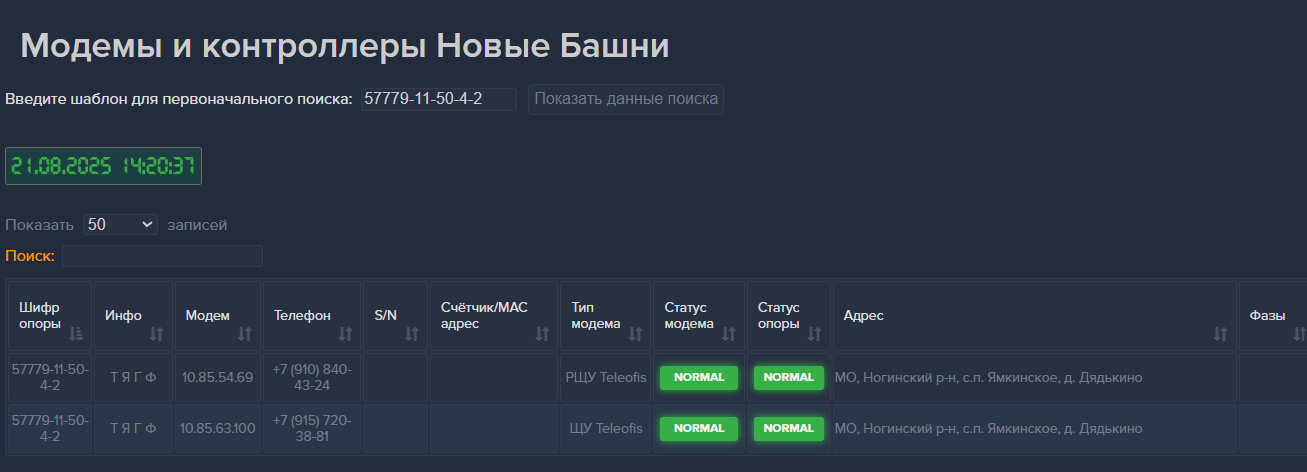 Модемы и контроллеры Новые Башни
Введите шаблон для первоначального поиска: 57779-11-50-4-2 Показать данные поиска
21.08.2025 14:20:37
Показать 50 записей
Поиск:
Шифр опоры Инфо Модем Телефон S/N Счётчик/MAC адрес Тип модема Статус модема Статус опоры Адрес Фазы
57779-11-50-4-2 Т Я Г Ф 10.85.54.69 +7 (910) 840-43-24 РЩУ Teleofis NORMAL NORMAL МО, Ногинский р-н, с.п. Ямкинское, д. Дядькино
57779-11-50-4-2 Т Я Г Ф 10.85.63.100 +7 (915) 720-38-81 ЩУ Teleofis NORMAL NORMAL МО, Ногинский р-н, с.п. Ямкинское, д. Дядькино